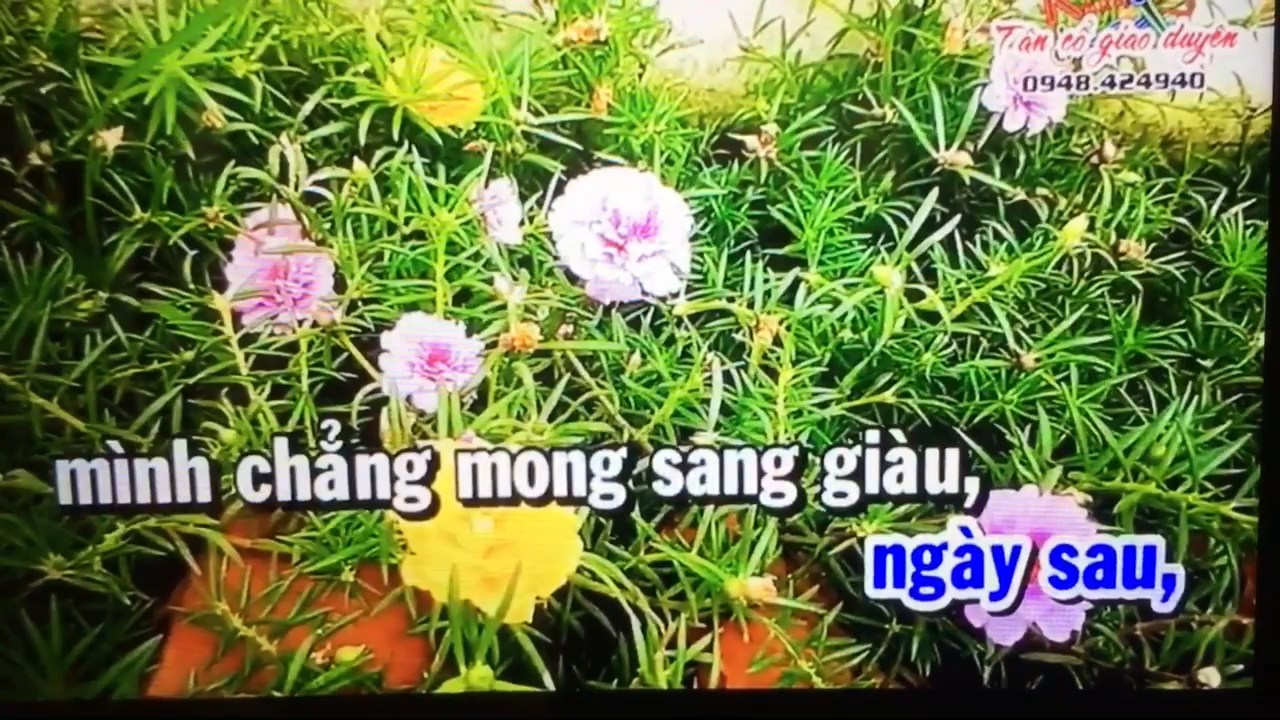 Tân cổ giao duyên
0948.424940
mình chẳng mong sang giàu,
ngày sau,